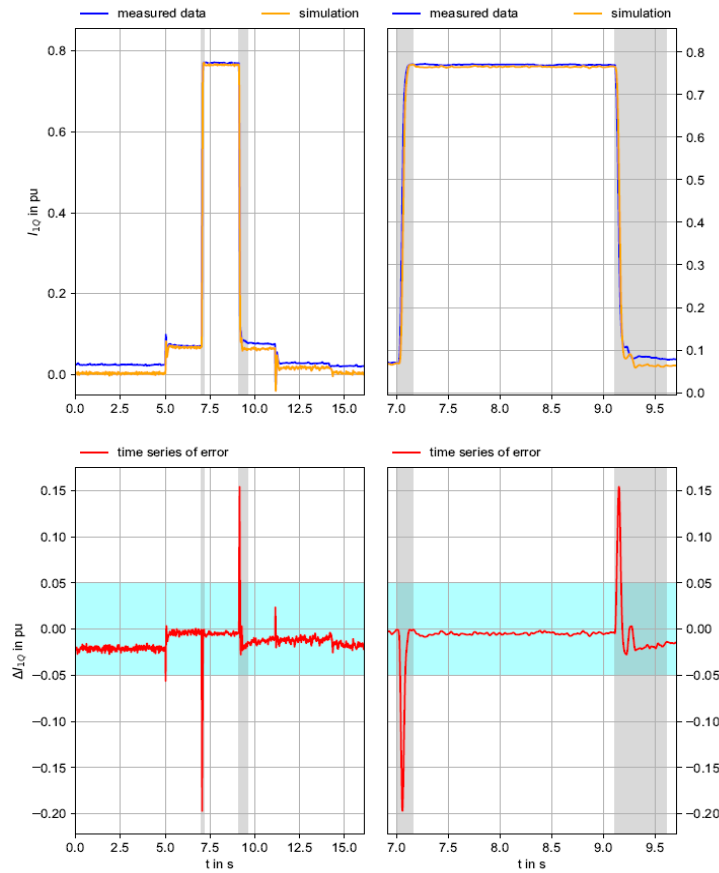 measured data simulation measured data simulation
0.8 0.8
0.7
0.6 0.6
0.5
0.4 0.4
0.3
0.2 0.2
0.1
0.0 0.0
I1Q in pu
0.0 2.5 5.0 7.5 10.0 12.5 15.0 7.0 7.5 8.0 8.5 9.0 9.5
time series of error time series of error
0.15 0.15
0.10 0.10
0.05 0.05
0.00 0.00
−0.05 −0.05
−0.10 −0.10
−0.15 −0.15
−0.20 −0.20
ΔI1Q in pu
0.0 2.5 5.0 7.5 10.0 12.5 15.0 7.0 7.5 8.0 8.5 9.0 9.5
t in s t in s